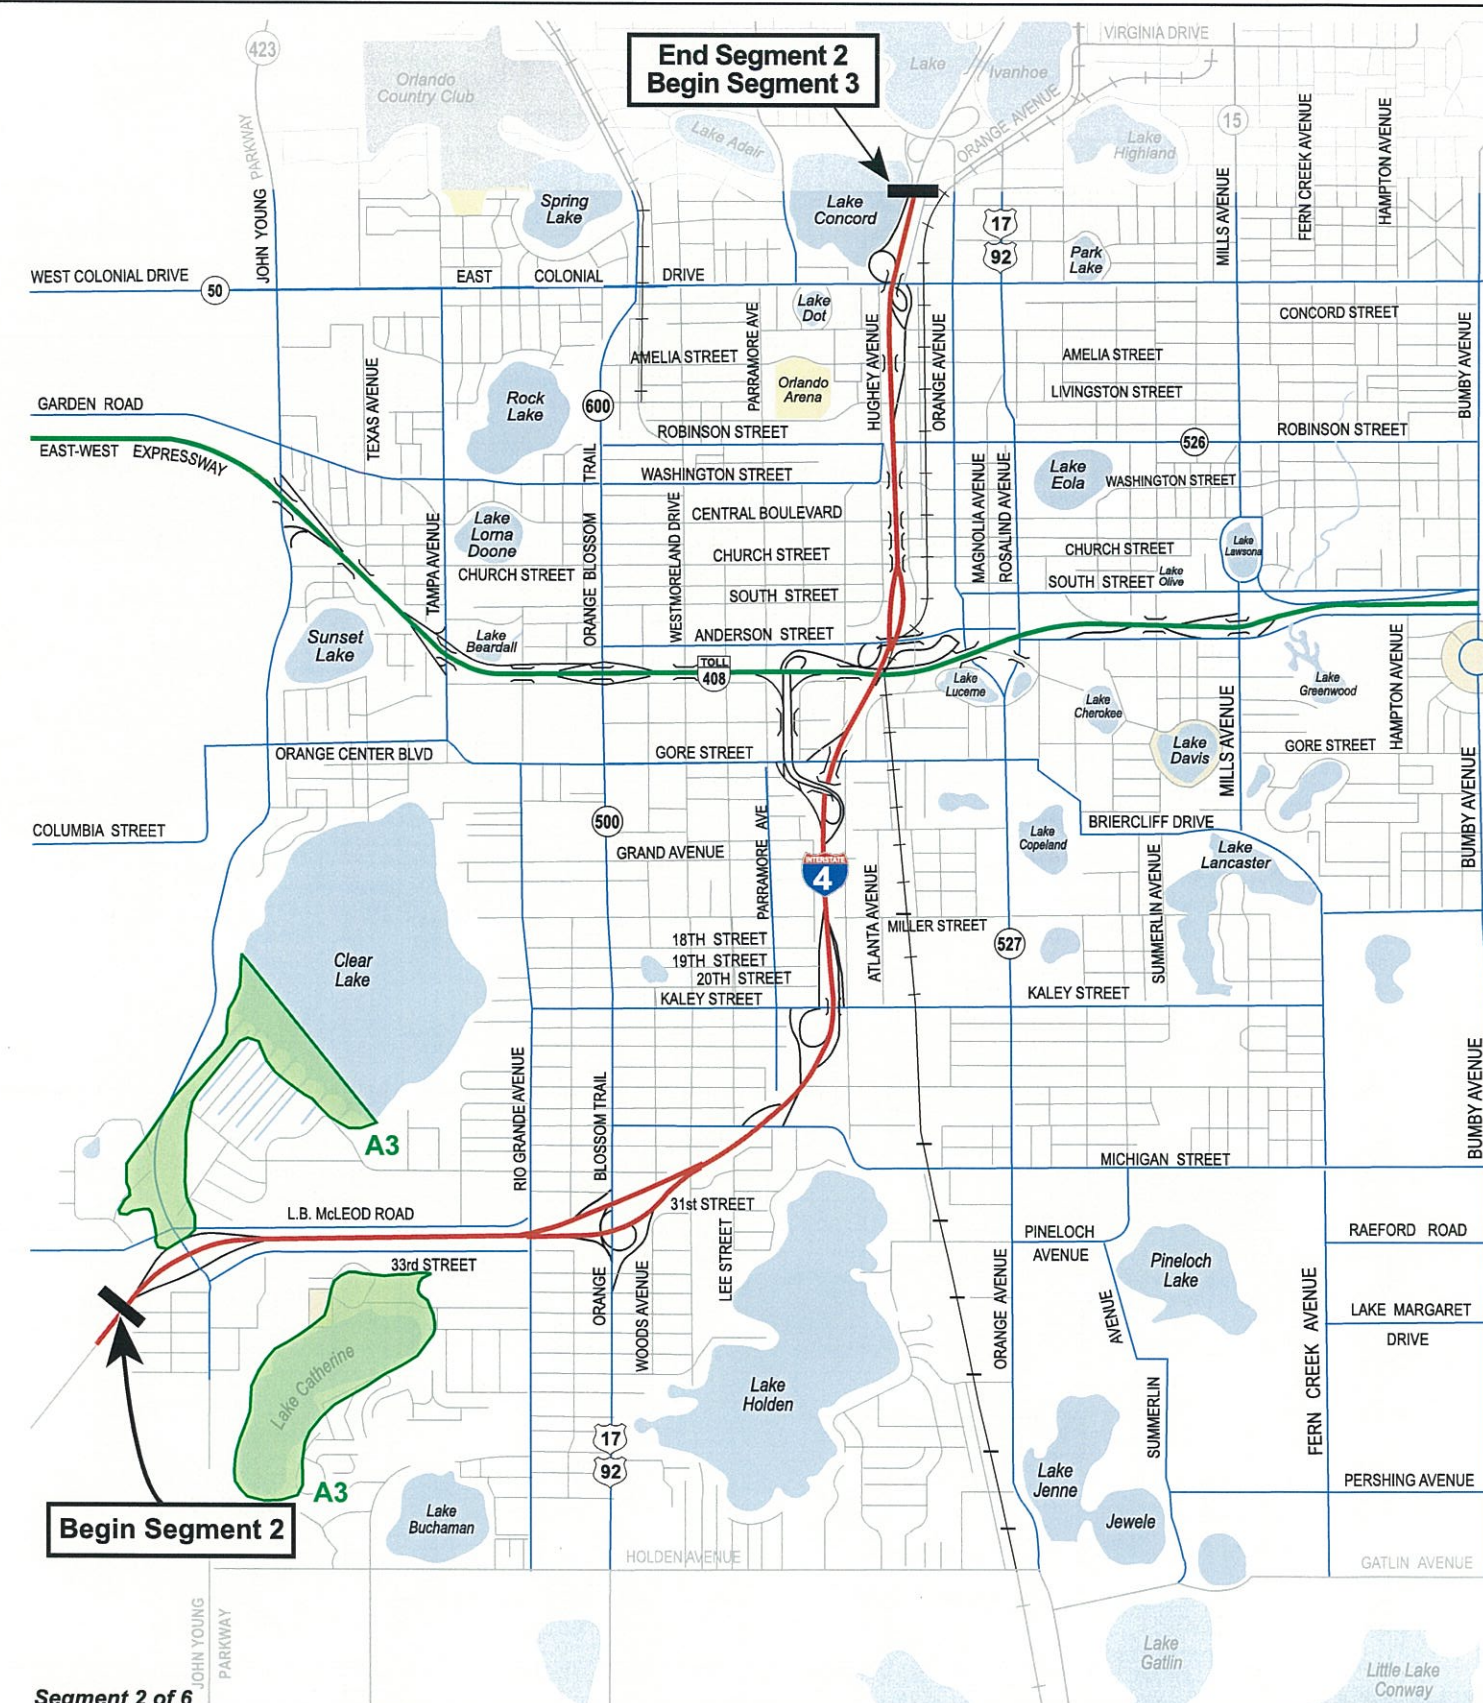 423
Orlando
Country Club
JOHN YOUNG PARKWAY
End Segment 2
Begin Segment 3
Lake
Ivanhoe
VIRGINIA DRIVE
ORANGE AVENUE
15
Lake Adair
Lake
Highland
MILLS AVENUE
FERN CREEK AVENUE
HAMPTON AVENUE
Spring
Lake
Lake
Concord
17
92
Park
Lake
WEST COLONIAL DRIVE
50
EAST COLONIAL DRIVE
Lake
Dot
CONCORD STREET
BUMBY AVENUE
AMELIA STREET
PARRAMORE AVE
HUGHEY AVENUE
ORANGE AVENUE
AMELIA STREET
LIVINGSTON STREET
TEXAS AVENUE
Rock
Lake
600
Orlando
Arena
GARDEN ROAD
EAST-WEST EXPRESSWAY
ROBINSON STREET
526
ROBINSON STREET
WASHINGTON STREET
Lake
Eola
WASHINGTON STREET
MAGNOLIA AVENUE
ROSALIND AVENUE
TAMPA AVENUE
Lake
Lorna
Doone
CHURCH STREET
ORANGE BLOSSOM TRAIL
WESTMORELAND DRIVE
CENTRAL BOULEVARD
CHURCH STREET
SOUTH STREET
CHURCH STREET
SOUTH STREET
Lake
Olive
Lake
Lawsona
Sunset
Lake
Lake
Beardall
ANDERSON STREET
TOLL
408
Lake
Lucerne
Lake
Cherokee
Lake
Greenwood
HAMPTON AVENUE
ORANGE CENTER BLVD
GORE STREET
Lake
Davis
MILLS AVENUE
GORE STREET
BUMBY AVENUE
COLUMBIA STREET
500
GRAND AVENUE
PARRAMORE AVE
INTERSTATE
4
ATLANTA AVENUE
Lake
Copeland
BRIERCLIFF DRIVE
Lake
Lancaster
SUMMERLIN AVENUE
MILLER STREET
527
Clear
Lake
18TH STREET
19TH STREET
20TH STREET
KALEY STREET
KALEY STREET
RIO GRANDE AVENUE
BLOSSOM TRAIL
BUMBY AVENUE
A3
MICHIGAN STREET
L.B. McLEOD ROAD
31st STREET
LEE STREET
PINELOCH
AVENUE
Pineloch
Lake
RAEFORD ROAD
33rd STREET
ORANGE
WOODS AVENUE
ORANGE AVENUE
AVENUE
SUMMERLIN
FERN CREEK AVENUE
LAKE MARGARET
DRIVE
Lake Catherine
Lake
Holden
17
92
A3
Lake
Jenne
PERSHING AVENUE
Begin Segment 2
Lake
Buchaman
Jewele
HOLDEN AVENUE
GATLIN AVENUE
JOHN YOUNG
PARKWAY
Lake
Gatlin
Little Lake
Conway
Segment 2 of 6